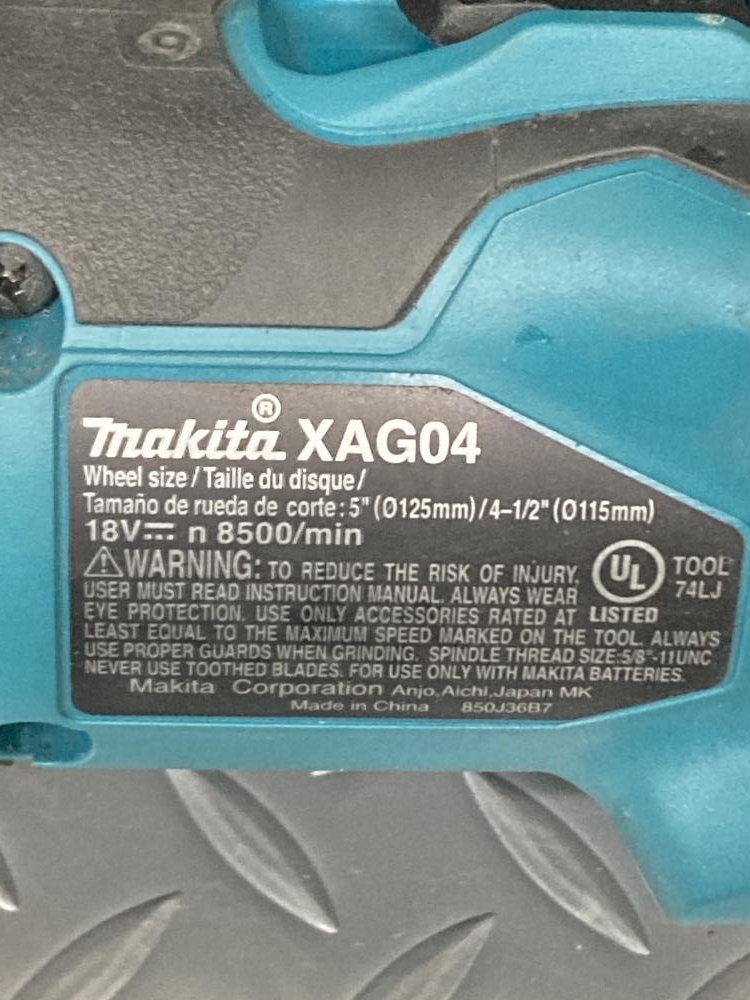 Makita® XAG04
Wheel size / Taille du disque /
Tamaño de rueda de corte : 5" (Ø125mm) / 4–1/2" (Ø115mm)
18V⎓ n 8500/min
⚠WARNING: TO REDUCE THE RISK OF INJURY,
USER MUST READ INSTRUCTION MANUAL. ALWAYS WEAR
EYE PROTECTION. USE ONLY ACCESSORIES RATED AT
LEAST EQUAL TO THE MAXIMUM SPEED MARKED ON THE TOOL. ALWAYS
USE PROPER GUARDS WHEN GRINDING. SPINDLE THREAD SIZE:5/8"-11UNC
NEVER USE TOOTHED BLADES. FOR USE ONLY WITH MAKITA BATTERIES.
Makita Corporation Anjo,Aichi,Japan MK
Made in China 850J36B7
UL
LISTED
TOOL
74LJ